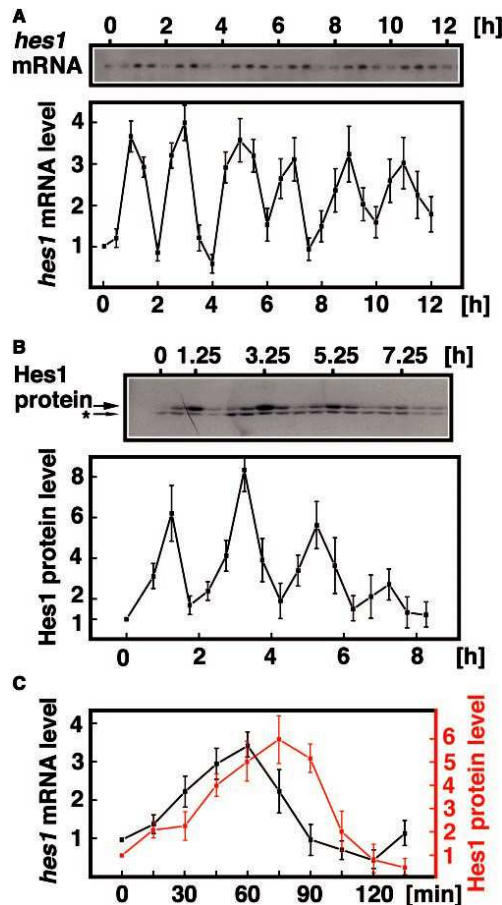 A
0 2 4 6 8 10 12 [h]
hes1
mRNA
hes1 mRNA level
4
3
2
1
0 2 4 6 8 10 12 [h]
B
0 1.25 3.25 5.25 7.25 [h]
Hes1
protein
*
Hes1 protein level
8
6
4
2
1
0 2 4 6 8 [h]
C
hes1 mRNA level
4
3
2
1
Hes1 protein level
6
5
4
3
2
1
0 30 60 90 120 [min]